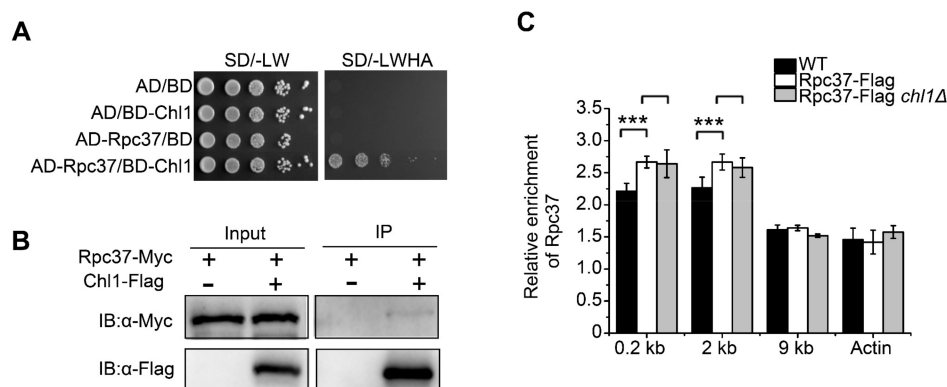 A
SD/-LW SD/-LWHA
AD/BD
AD/BD-Chl1
AD-Rpc37/BD
AD-Rpc37/BD-Chl1
B
Input IP
Rpc37-Myc + + + +
Chl1-Flag - + - +
IB:α-Myc
IB:α-Flag
C
WT
Rpc37-Flag
Rpc37-Flag chl1Δ
Relative enrichment
of Rpc37
3.5
3.0
2.5
2.0
1.5
1.0
0.5
0
*** ***
0.2 kb 2 kb 9 kb Actin